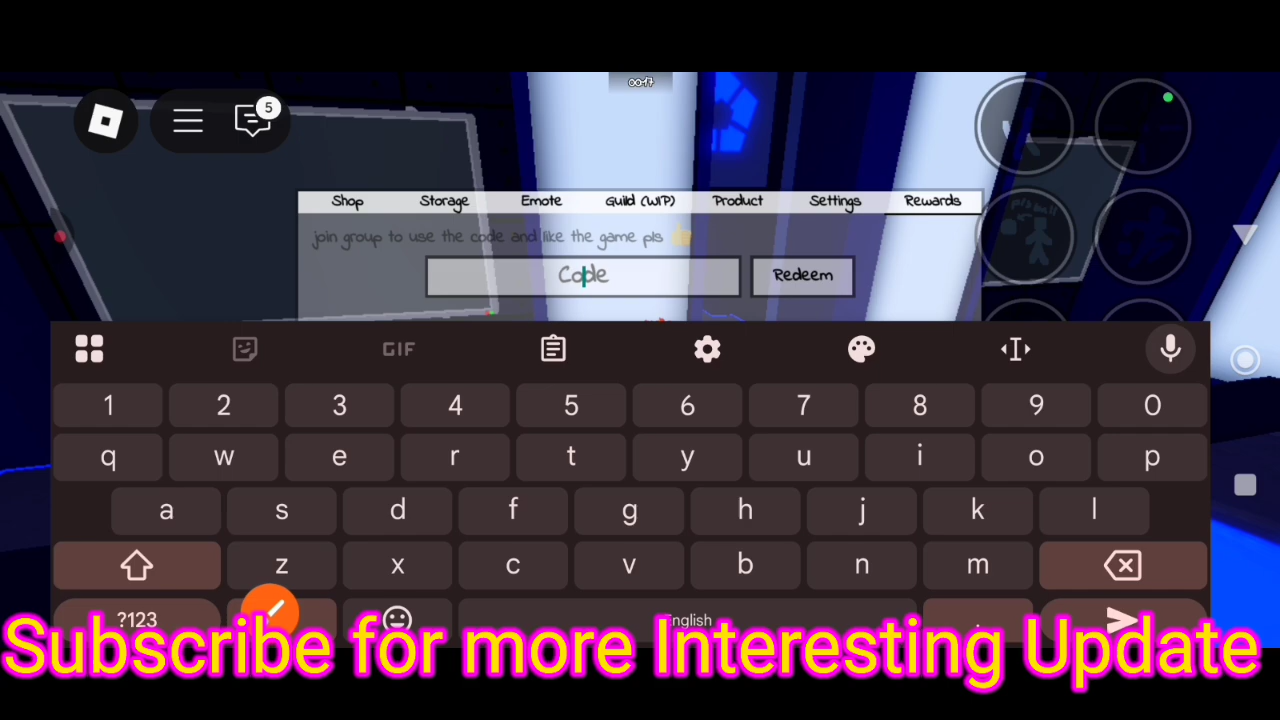 00:47
5
Shop Storage Emote Guild (WIP) Product Settings Rewards
join group to use the code and like the game pls 👍
Code Redeem
GIF
1 2 3 4 5 6 7 8 9 0
q w e r t y u i o p
a s d f g h j k l
z x c v b n m
?123 English .
Subscribe for more Interesting Update